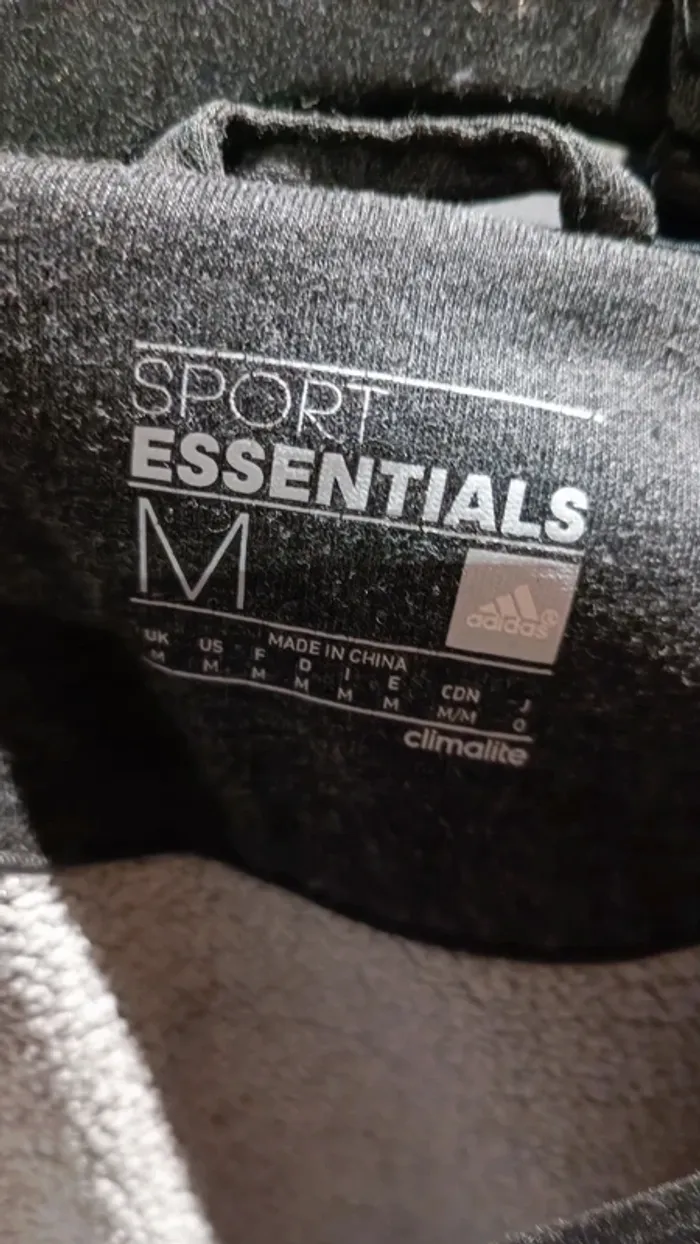 SPORT
ESSENTIALS
M
adidas
MADE IN CHINA
UK US F D I E CDN J
M M M M M M M/M O
climalite